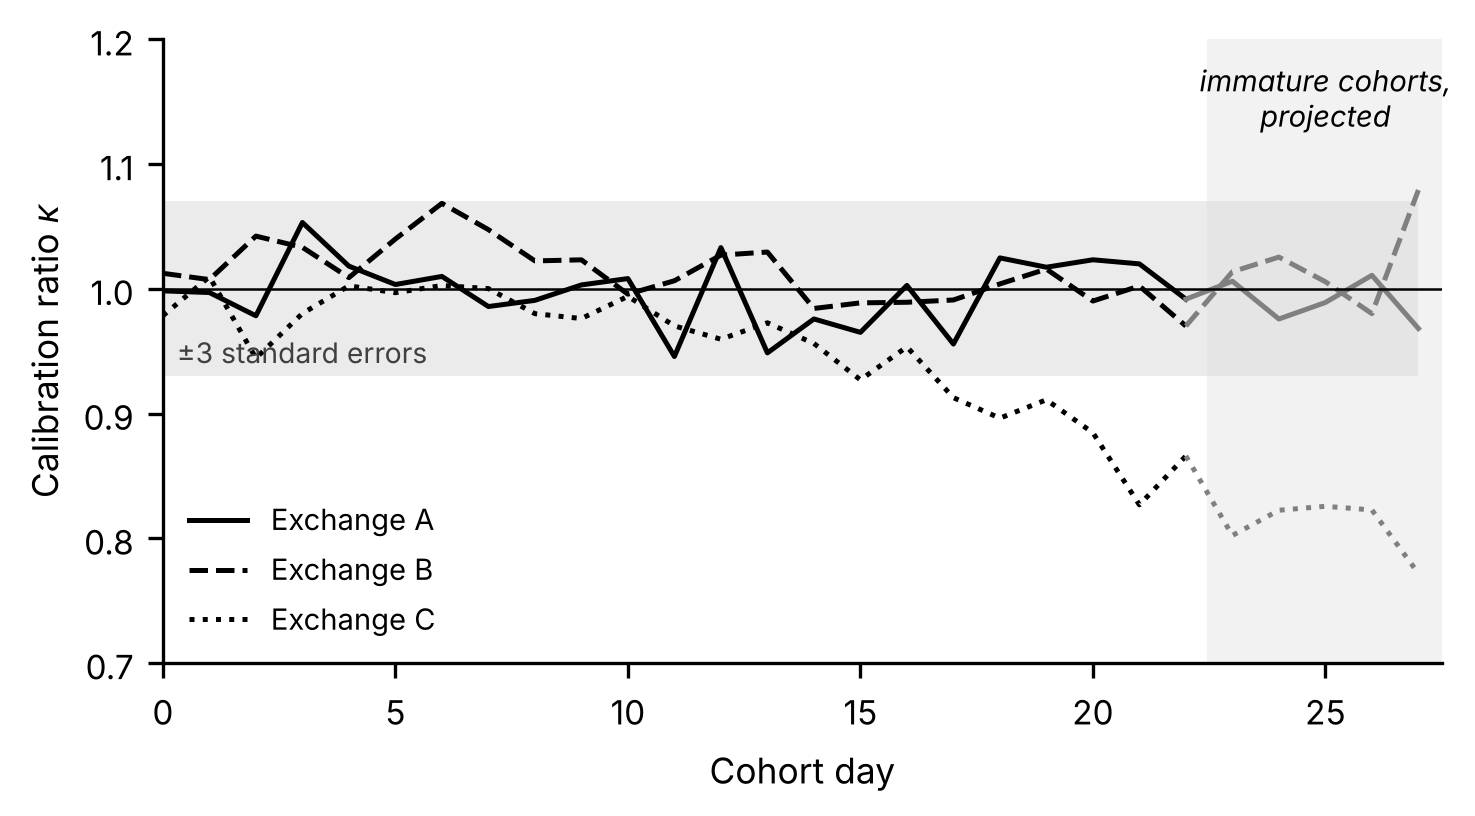 1.2
immature cohorts,
projected
1.1
1.0
±3 standard errors
0.9
Calibration ratio κ
Exchange A
0.8
Exchange B
Exchange C
0.7
0 5 10 15 20 25
Cohort day